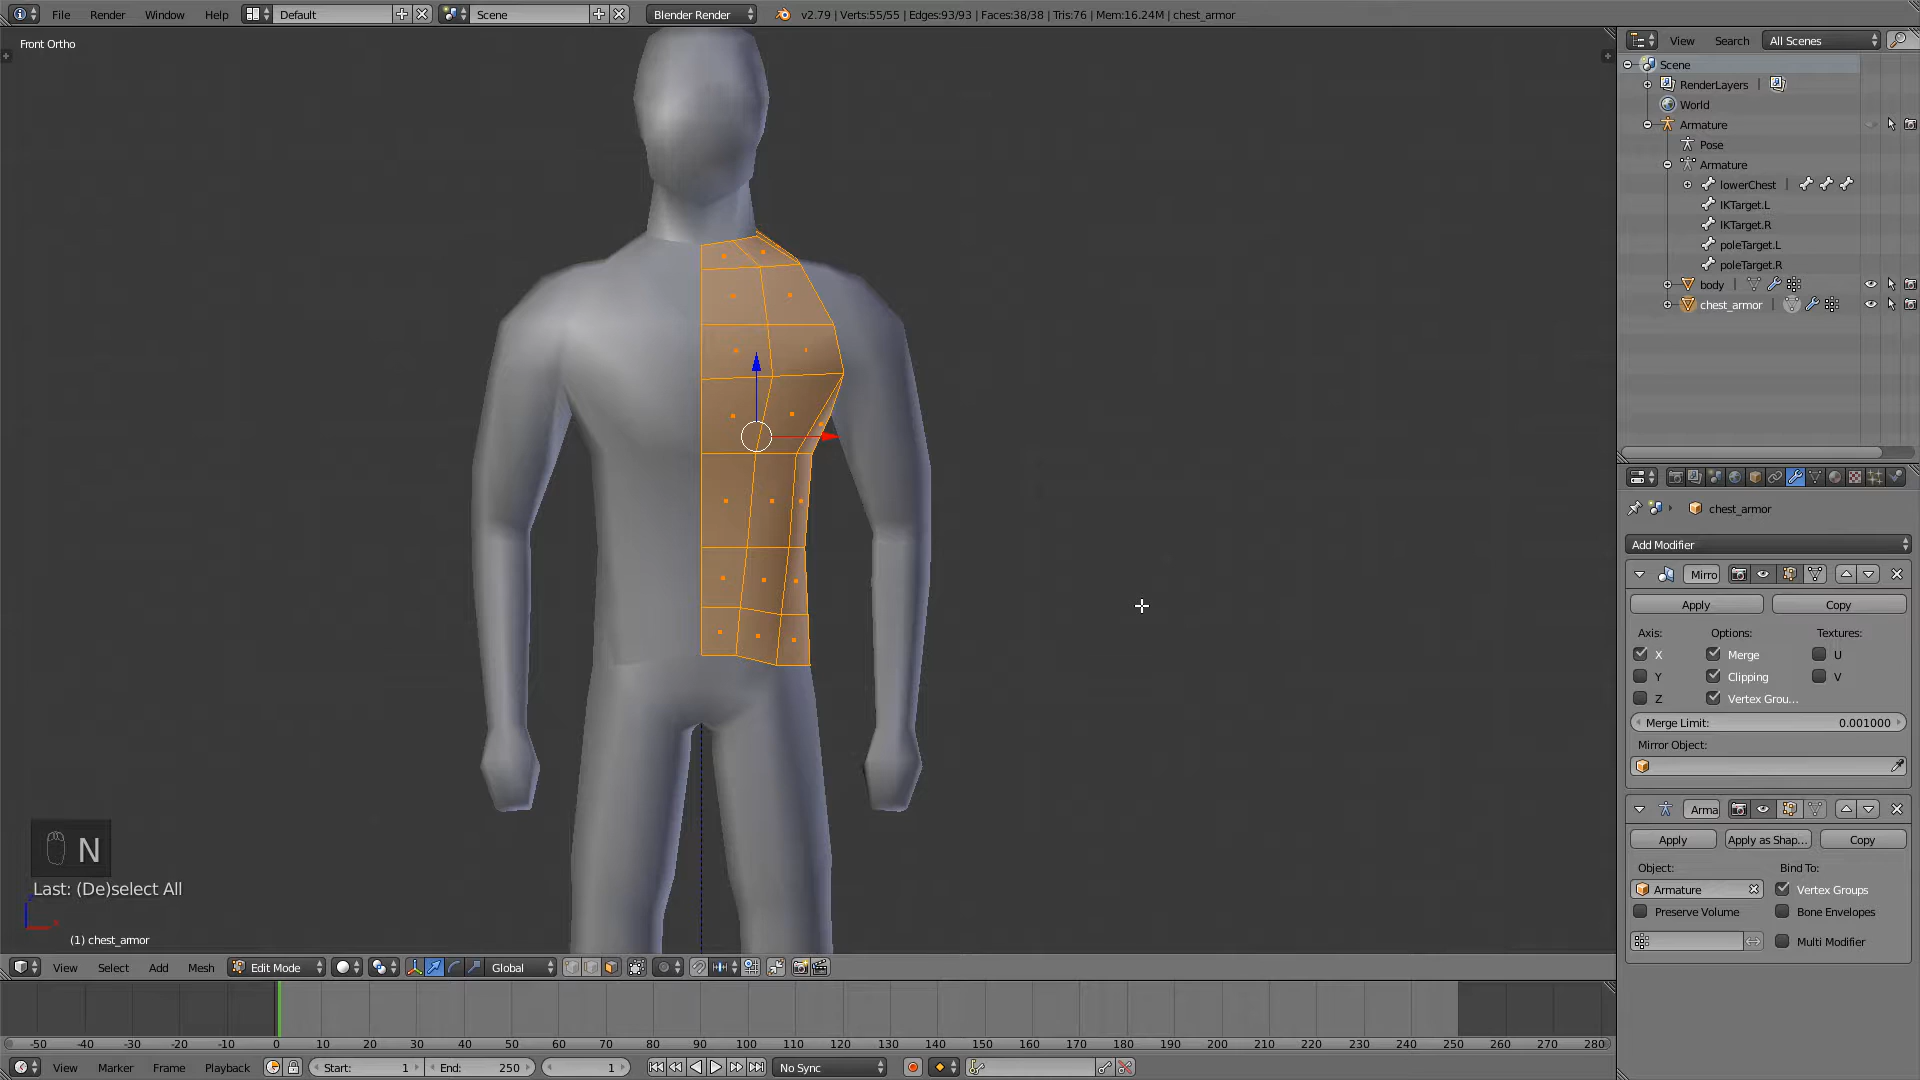 File Render Window Help Default Scene Blender Render v2.79 | Verts:55/55 | Edges:93/93 | Faces:38/38 | Tris:76 | Mem:16.24M | chest_armor
Front Ortho
View Search All Scenes
Scene
RenderLayers |
World
Armature
Pose
Armature
lowerChest |
IKTarget.L
IKTarget.R
poleTarget.L
poleTarget.R
body |
chest_armor |
chest_armor
Add Modifier
Mirro
Apply Copy
Axis: Options: Textures:
X Merge U
Y Clipping V
Z Vertex Grou...
Merge Limit: 0.001000
Mirror Object:
Arma
Apply Apply as Shap... Copy
Object: Bind To:
Armature Vertex Groups
Preserve Volume Bone Envelopes
Multi Modifier
N
Last: (De)select All
(1) chest_armor
View Select Add Mesh Edit Mode Global
-50 -40 -30 -20 -10 0 10 20 30 40 50 60 70 80 90 100 110 120 130 140 150 160 170 180 190 200 210 220 230 240 250 260 270 280
View Marker Frame Playback Start: 1 End: 250 1 No Sync